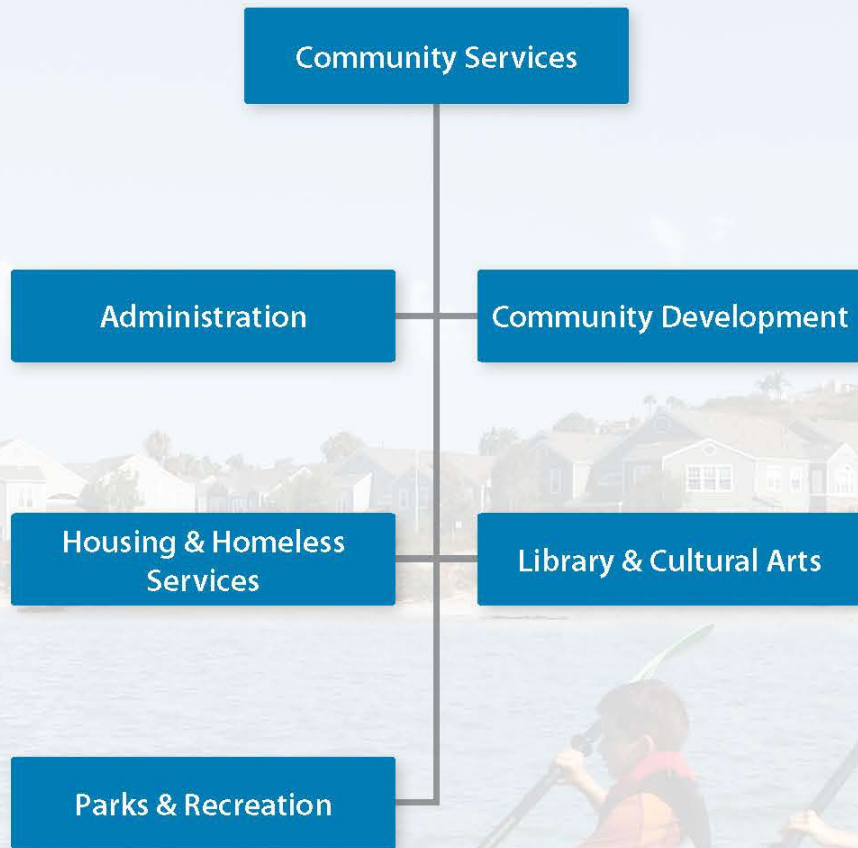 Community Services
Administration
Community Development
Housing & Homeless
Services
Library & Cultural Arts
Parks & Recreation